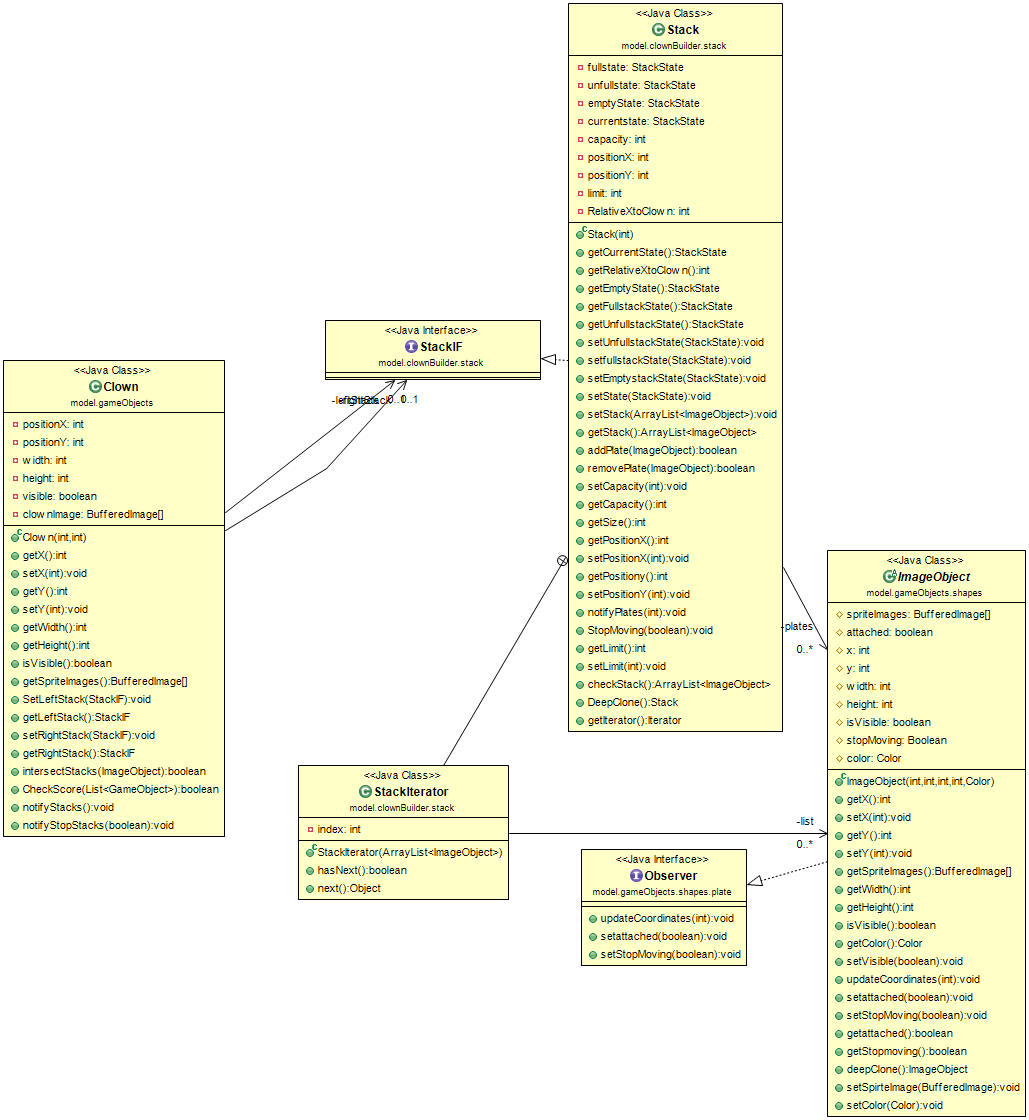 <<Java Class>>
Stack
model.clownBuilder.stack
fullstate: StackState
unfullstate: StackState
emptyState: StackState
currentstate: StackState
capacity: int
positionX: int
positionY: int
limit: int
RelativeXtoClown: int
Stack(int)
getCurrentState():StackState
getRelativeXtoClown():int
getEmptyState():StackState
getFullstackState():StackState
getUnfullstackState():StackState
setUnfullstackState(StackState):void
setfullstackState(StackState):void
setEmptystackState(StackState):void
setState(StackState):void
setStack(ArrayList<ImageObject>):void
getStack():ArrayList<ImageObject>
addPlate(ImageObject):boolean
removePlate(ImageObject):boolean
setCapacity(int):void
getCapacity():int
getSize():int
getPositionX():int
setPositionX(int):void
getPositiony():int
setPositionY(int):void
notifyPlates(int):void
StopMoving(boolean):void
getLimit():int
setLimit(int):void
checkStack():ArrayList<ImageObject>
DeepClone():Stack
getIterator():Iterator
<<Java Interface>>
StackIF
model.clownBuilder.stack
0..1
0..1
<<Java Class>>
Clown
model.gameObjects
positionX: int
positionY: int
width: int
height: int
visible: boolean
clownImage: BufferedImage[]
Clown(int,int)
getX():int
setX(int):void
getY():int
setY(int):void
getWidth():int
getHeight():int
isVisible():boolean
getSpriteImages():BufferedImage[]
SetLeftStack(StackIF):void
getLeftStack():StackIF
setRightStack(StackIF):void
getRightStack():StackIF
intersectStacks(ImageObject):boolean
CheckScore(List<GameObject>):boolean
notifyStacks():void
notifyStopStacks(boolean):void
-plates
0..*
<<Java Class>>
ImageObject
model.gameObjects.shapes
spriteImages: BufferedImage[]
attached: boolean
x: int
y: int
width: int
height: int
isVisible: boolean
stopMoving: Boolean
color: Color
ImageObject(int,int,int,int,Color)
getX():int
setX(int):void
getY():int
setY(int):void
getSpriteImages():BufferedImage[]
getWidth():int
getHeight():int
isVisible():boolean
getColor():Color
setVisible(boolean):void
updateCoordinates(int):void
setattached(boolean):void
setStopMoving(boolean):void
getattached():boolean
getStopmoving():boolean
deepClone():ImageObject
setSpirteImage(BufferedImage):void
setColor(Color):void
<<Java Class>>
StackIterator
model.clownBuilder.stack
index: int
StackIterator(ArrayList<ImageObject>)
hasNext():boolean
next():Object
-list
0..*
<<Java Interface>>
Observer
model.gameObjects.shapes.plate
updateCoordinates(int):void
setattached(boolean):void
setStopMoving(boolean):void